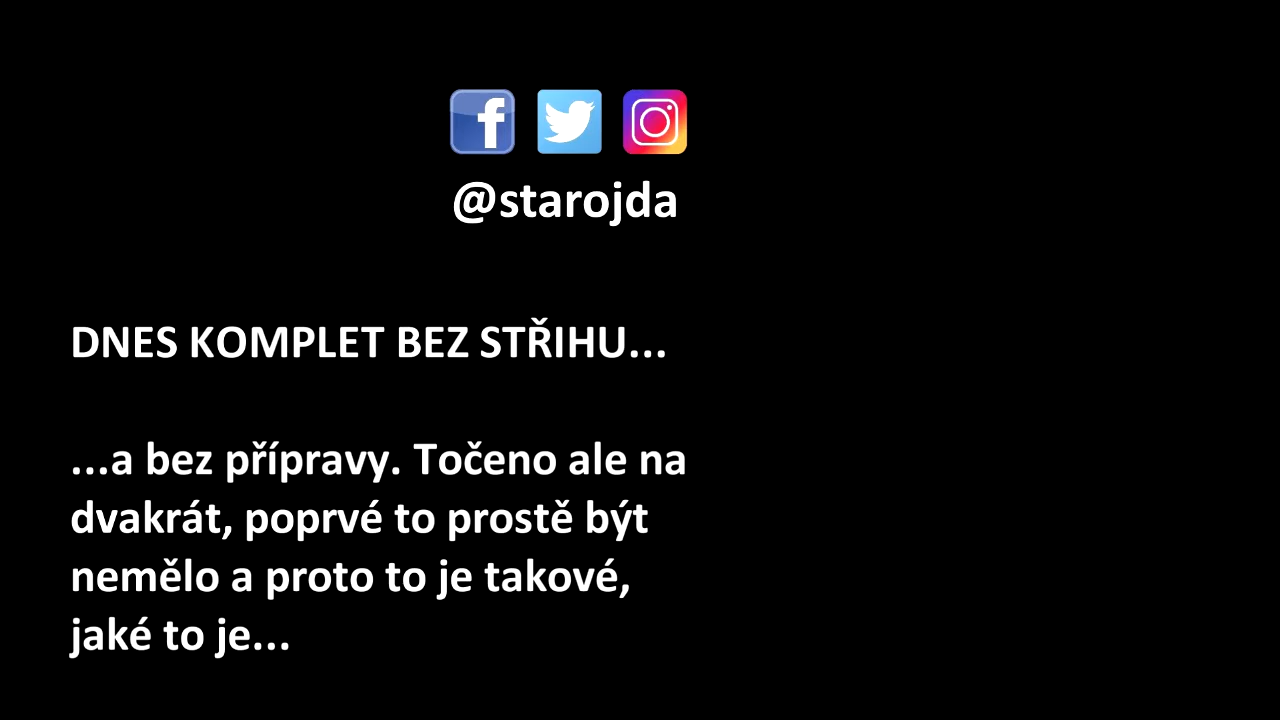 @starojda
DNES KOMPLET BEZ STŘIHU...
...a bez přípravy. Točeno ale na
dvakrát, poprvé to prostě být
nemělo a proto to je takové,
jaké to je...